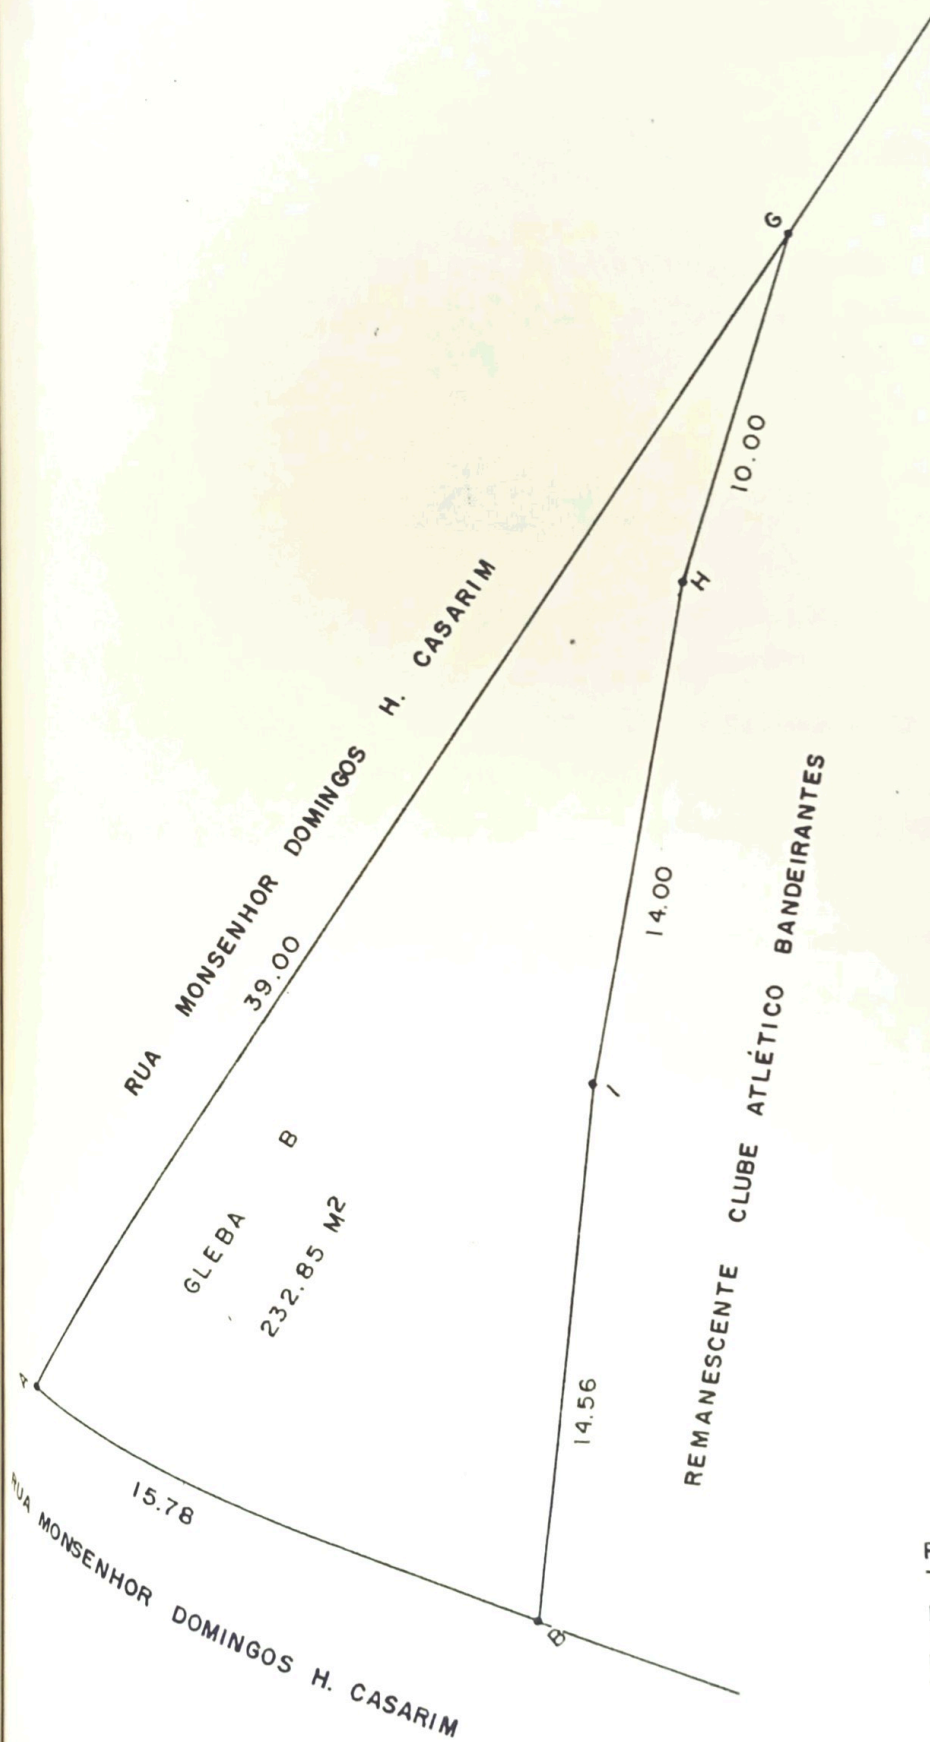 G
10.00
H
RUA MONSENHOR DOMINGOS H. CASARIM
39.00
14.00
REMANESCENTE CLUBE ATLÉTICO BANDEIRANTES
I
GLEBA B
232.85 M2
14.56
A
15.78
B
RUA MONSENHOR DOMINGOS H. CASARIM